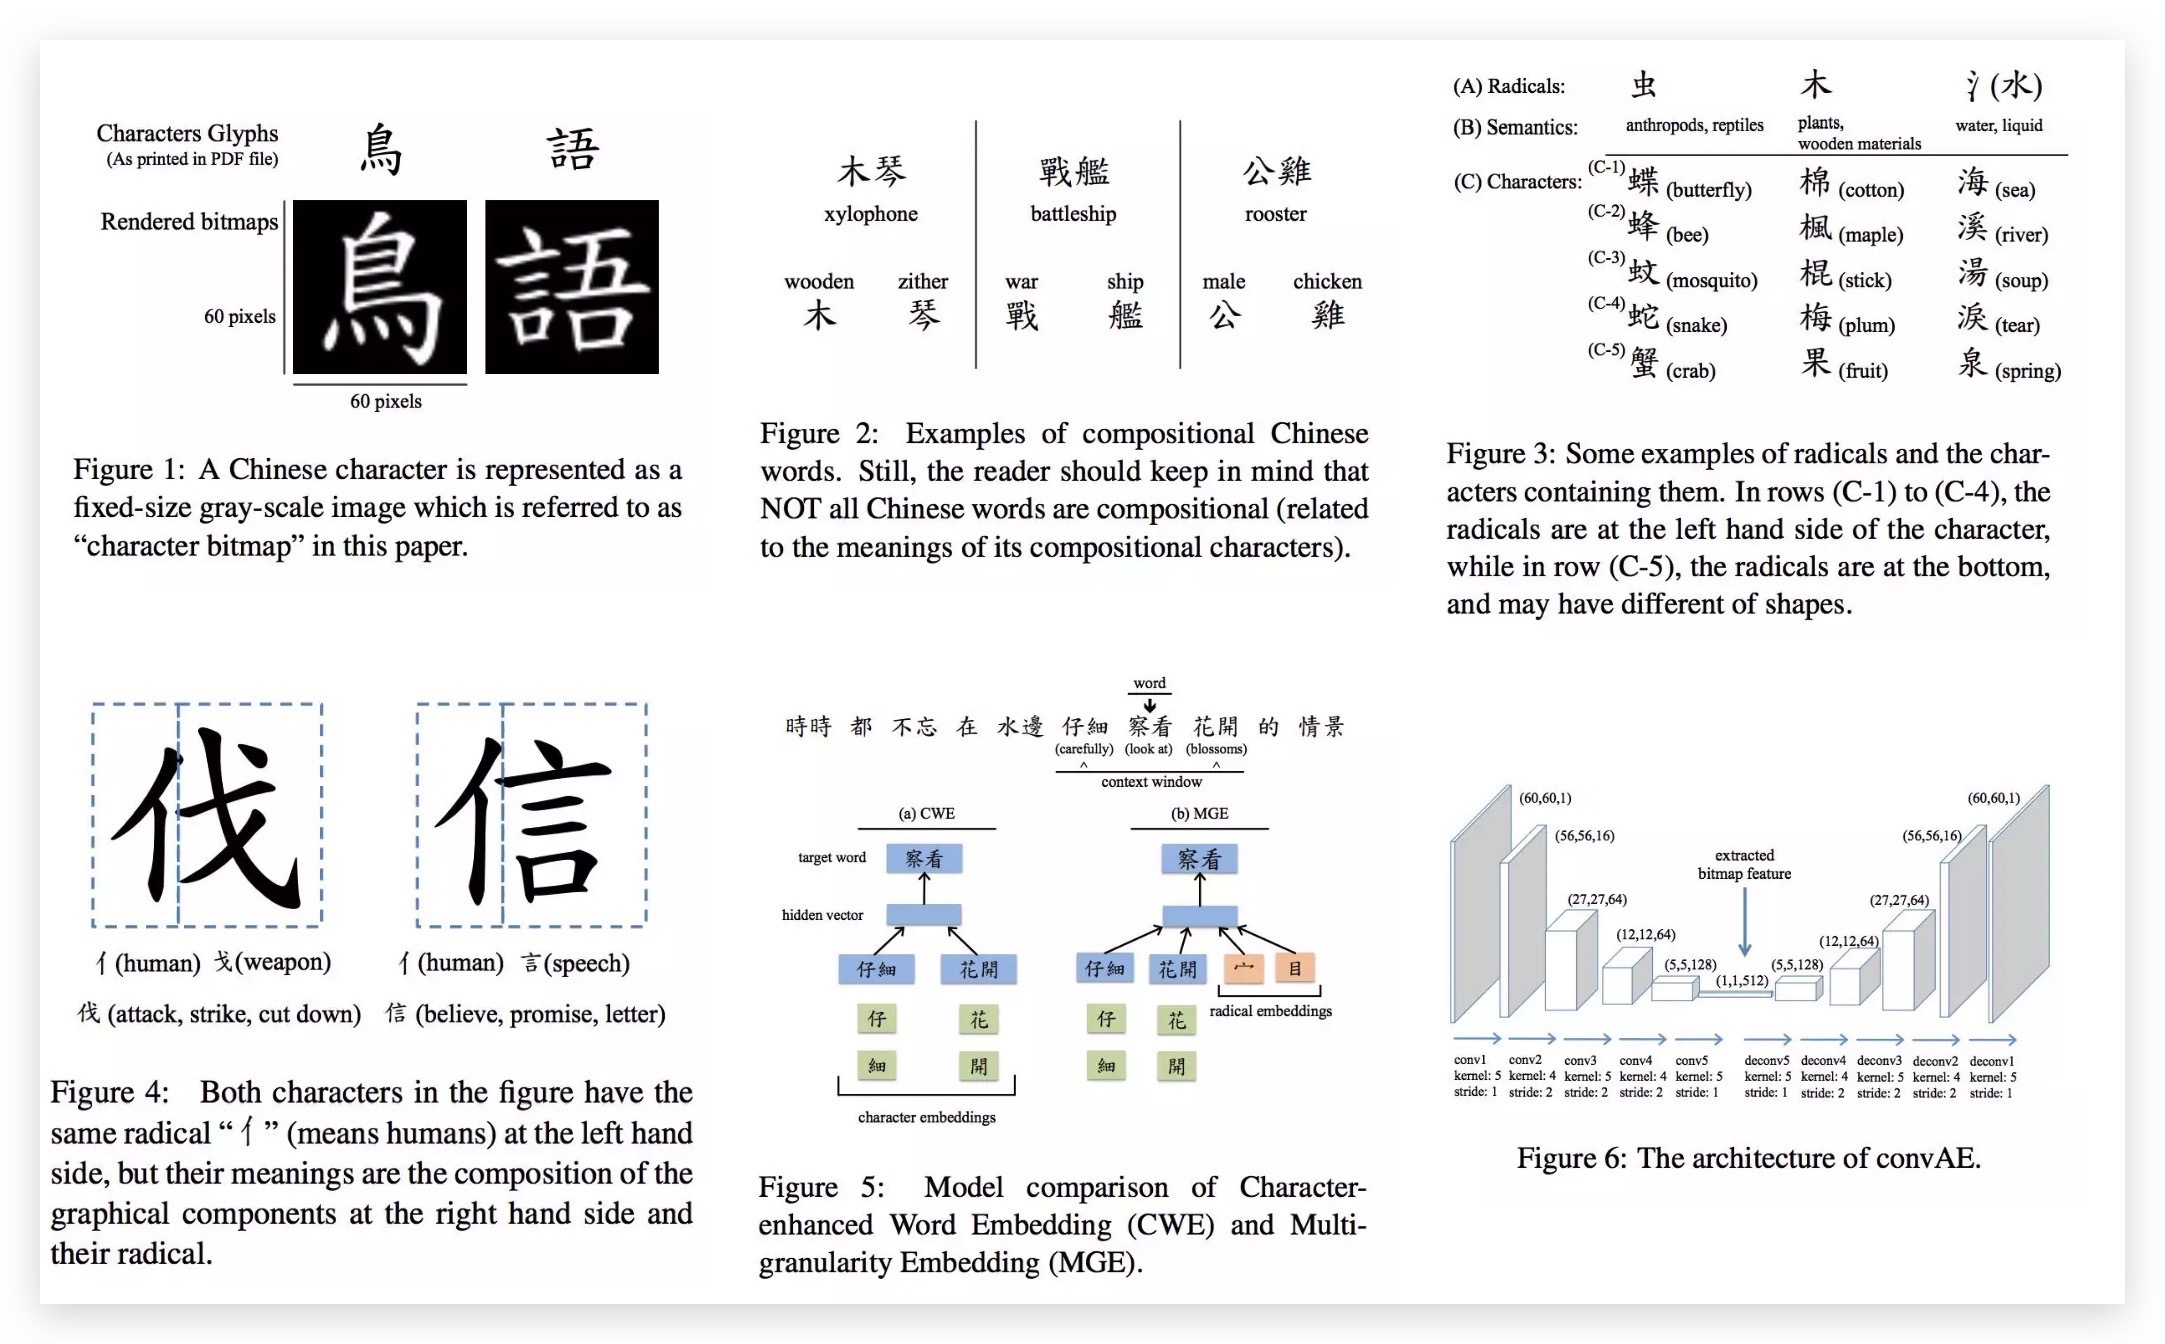 Characters Glyphs 鳥 語
(As printed in PDF file)
Rendered bitmaps
鳥 語
60 pixels
60 pixels
Figure 1: A Chinese character is represented as a
fixed-size gray-scale image which is referred to as
“character bitmap” in this paper.
木琴 戰艦 公雞
xylophone battleship rooster
wooden zither war ship male chicken
木 琴 戰 艦 公 雞
Figure 2: Examples of compositional Chinese
words. Still, the reader should keep in mind that
NOT all Chinese words are compositional (related
to the meanings of its compositional characters).
(A) Radicals: 虫 木 氵(水)
(B) Semantics: anthropods, reptiles plants, water, liquid
wooden materials
(C) Characters: (C-1) 蝶 (butterfly) 棉 (cotton) 海 (sea)
(C-2) 蜂 (bee) 楓 (maple) 溪 (river)
(C-3) 蚊 (mosquito) 棍 (stick) 湯 (soup)
(C-4) 蛇 (snake) 梅 (plum) 淚 (tear)
(C-5) 蟹 (crab) 果 (fruit) 泉 (spring)
Figure 3: Some examples of radicals and the char-
acters containing them. In rows (C-1) to (C-4), the
radicals are at the left hand side of the character,
while in row (C-5), the radicals are at the bottom,
and may have different of shapes.
伐 信
亻(human) 戈(weapon) 亻(human) 言(speech)
伐 (attack, strike, cut down) 信 (believe, promise, letter)
Figure 4: Both characters in the figure have the
same radical “亻” (means humans) at the left hand
side, but their meanings are the composition of the
graphical components at the right hand side and
their radical.
word
時時 都 不忘 在 水邊 仔細 察看 花開 的 情景
(carefully) (look at) (blossoms)
context window
(a) CWE (b) MGE
target word 察看 察看
hidden vector
仔細 花開 仔細 花開 宀 目
radical embeddings
仔 花 仔 花
細 開 細 開
character embeddings
Figure 5: Model comparison of Character-
enhanced Word Embedding (CWE) and Multi-
granularity Embedding (MGE).
(60,60,1) (60,60,1)
(56,56,16) (56,56,16)
extracted
bitmap feature
(27,27,64) (27,27,64)
(12,12,64) (12,12,64)
(5,5,128) (5,5,128)
(1,1,512)
conv1 conv2 conv3 conv4 conv5 deconv5 deconv4 deconv3 deconv2 deconv1
kernel: 5 kernel: 4 kernel: 5 kernel: 4 kernel: 5 kernel: 5 kernel: 4 kernel: 5 kernel: 4 kernel: 5
stride: 1 stride: 2 stride: 2 stride: 2 stride: 1 stride: 1 stride: 2 stride: 2 stride: 2 stride: 1
Figure 6: The architecture of convAE.